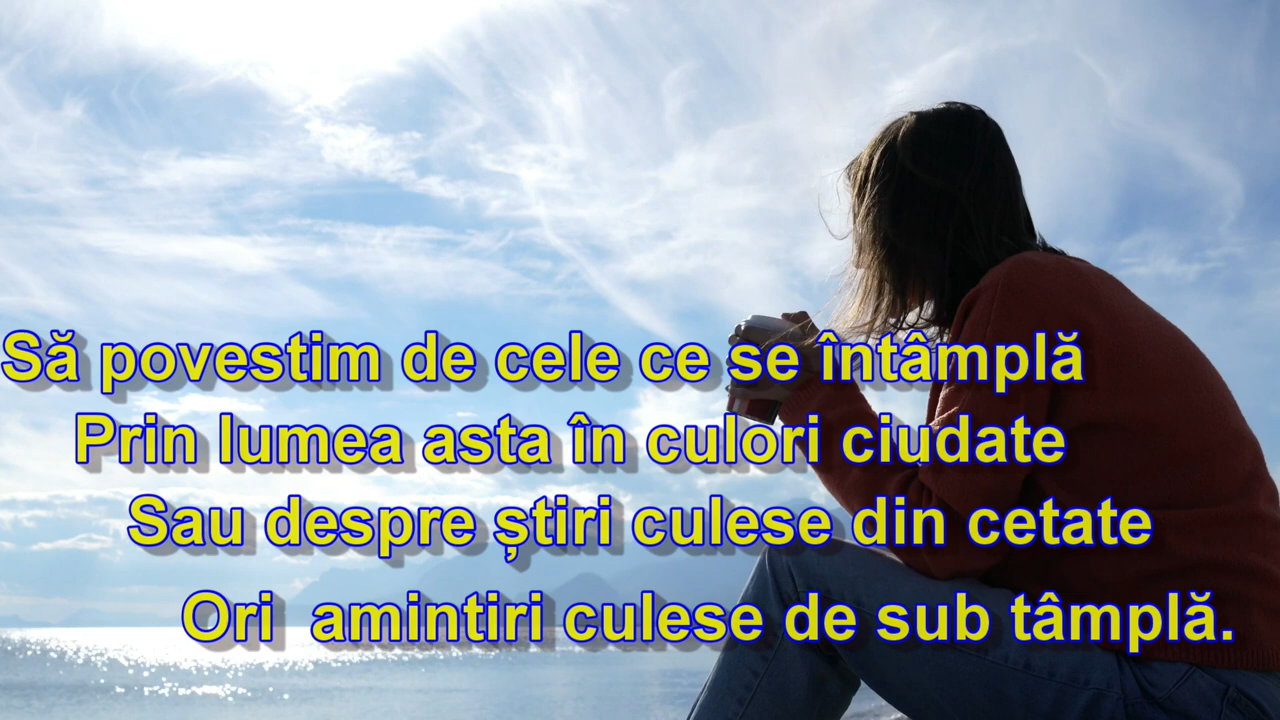 Să povestim de cele ce se întâmplă
Prin lumea asta în culori ciudate
Sau despre știri culese din cetate
Ori  amintiri culese de sub tâmplă.